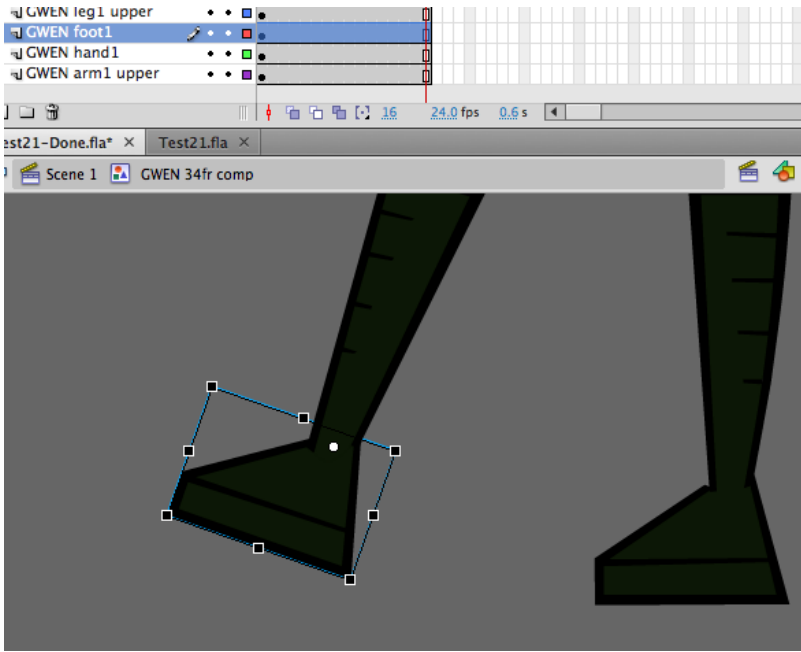 GWEN leg1 upper
GWEN foot1
GWEN hand1
GWEN arm1 upper
16 24.0 fps 0.6 s
est21-Done.fla* × Test21.fla ×
Scene 1 GWEN 34fr comp